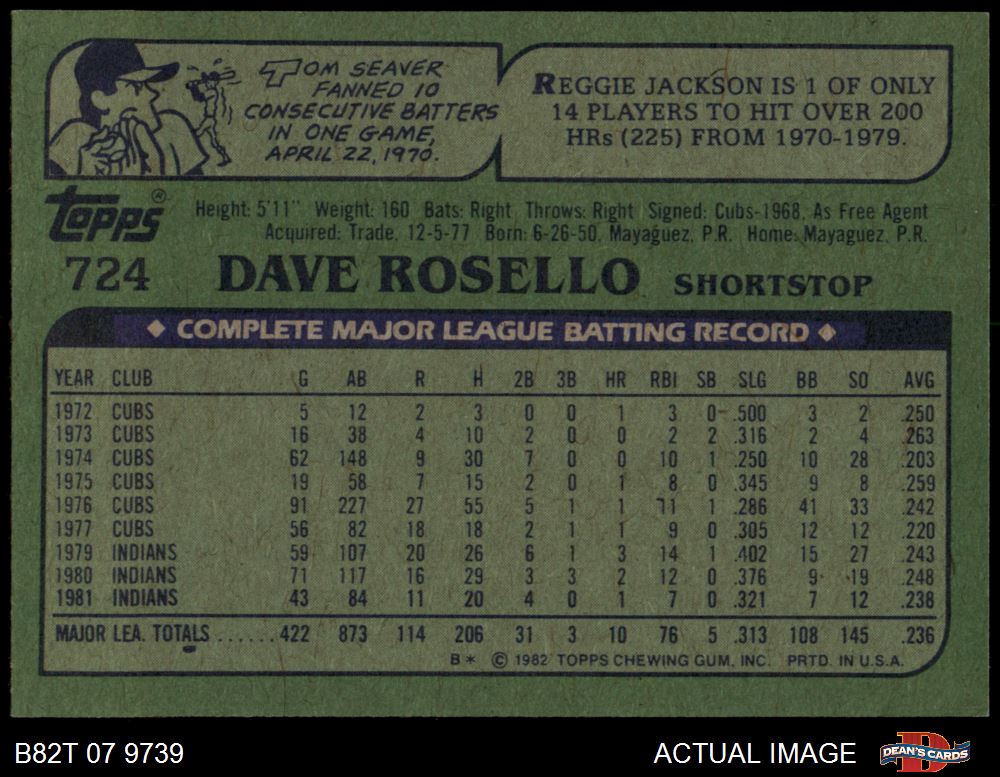 TOM SEAVER
FANNED 10
CONSECUTIVE BATTERS
IN ONE GAME,
APRIL 22, 1970.
REGGIE JACKSON IS 1 OF ONLY
14 PLAYERS TO HIT OVER 200
HRs (225) FROM 1970-1979.
Topps®
Height: 5'11" Weight: 160 Bats: Right Throws: Right Signed: Cubs-1968, As Free Agent
Acquired: Trade, 12-5-77 Born: 6-26-50, Mayaguez, P.R. Home: Mayaguez, P.R.
724 DAVE ROSELLO SHORTSTOP
◆ COMPLETE MAJOR LEAGUE BATTING RECORD ◆
YEAR CLUB G AB R H 2B 3B HR RBI SB SLG BB SO AVG
1972 CUBS 5 12 2 3 0 0 1 3 0 .500 3 2 .250
1973 CUBS 16 38 4 10 2 0 0 2 2 .316 2 4 .263
1974 CUBS 62 148 9 30 7 0 0 10 1 .250 10 28 .203
1975 CUBS 19 58 7 15 2 0 1 8 0 .345 9 8 .259
1976 CUBS 91 227 27 55 5 1 1 11 1 .286 41 33 .242
1977 CUBS 56 82 18 18 2 1 1 9 0 .305 12 12 .220
1979 INDIANS 59 107 20 26 6 1 3 14 1 .402 15 27 .243
1980 INDIANS 71 117 16 29 3 3 2 12 0 .376 9 19 .248
1981 INDIANS 43 84 11 20 4 0 1 7 0 .321 7 12 .238
MAJOR LEA. TOTALS ...... 422 873 114 206 31 3 10 76 5 .313 108 145 .236
B* © 1982 TOPPS CHEWING GUM, INC. PRTD. IN U.S.A.
B82T 07 9739 ACTUAL IMAGE DEAN'S CARDS